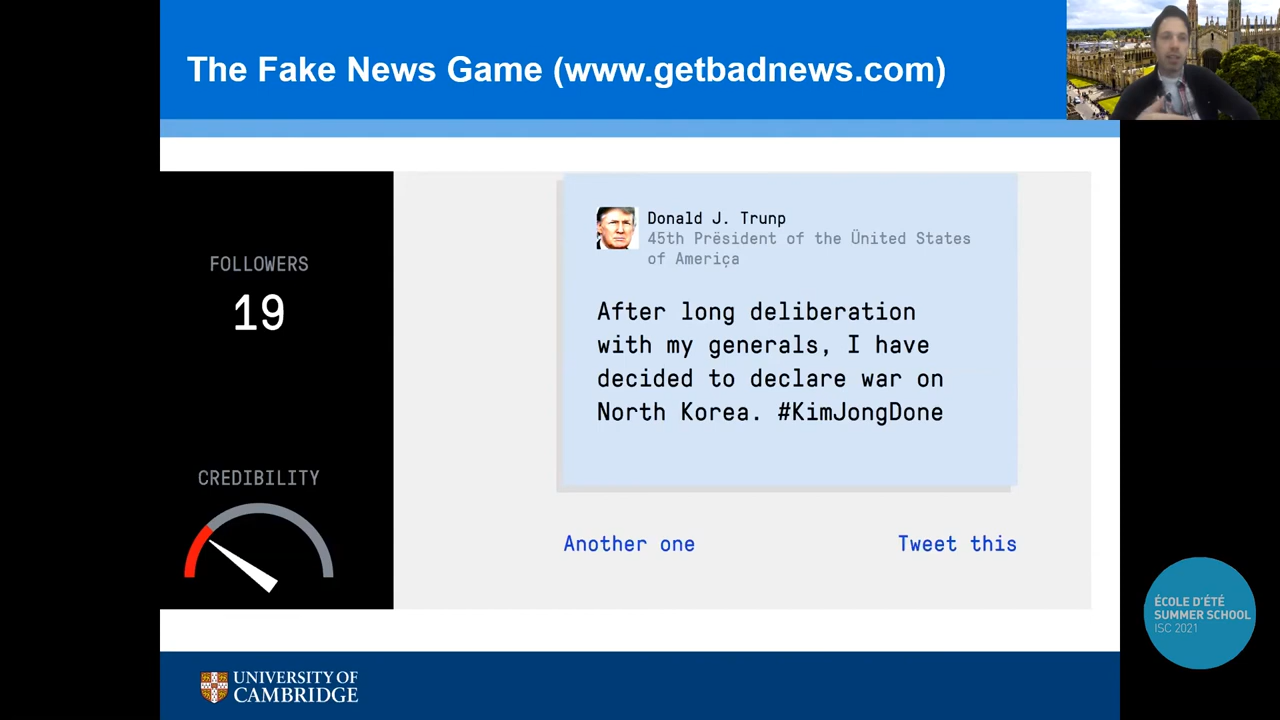 The Fake News Game (www.getbadnews.com)
FOLLOWERS
19
CREDIBILITY
Donald J. Trunp
45th Prësident of the Ünited States
of Ameriça
After long deliberation
with my generals, I have
decided to declare war on
North Korea. #KimJongDone
Another one
Tweet this
ÉCOLE D'ÉTÉ
SUMMER SCHOOL
ISC 2021
UNIVERSITY OF
CAMBRIDGE